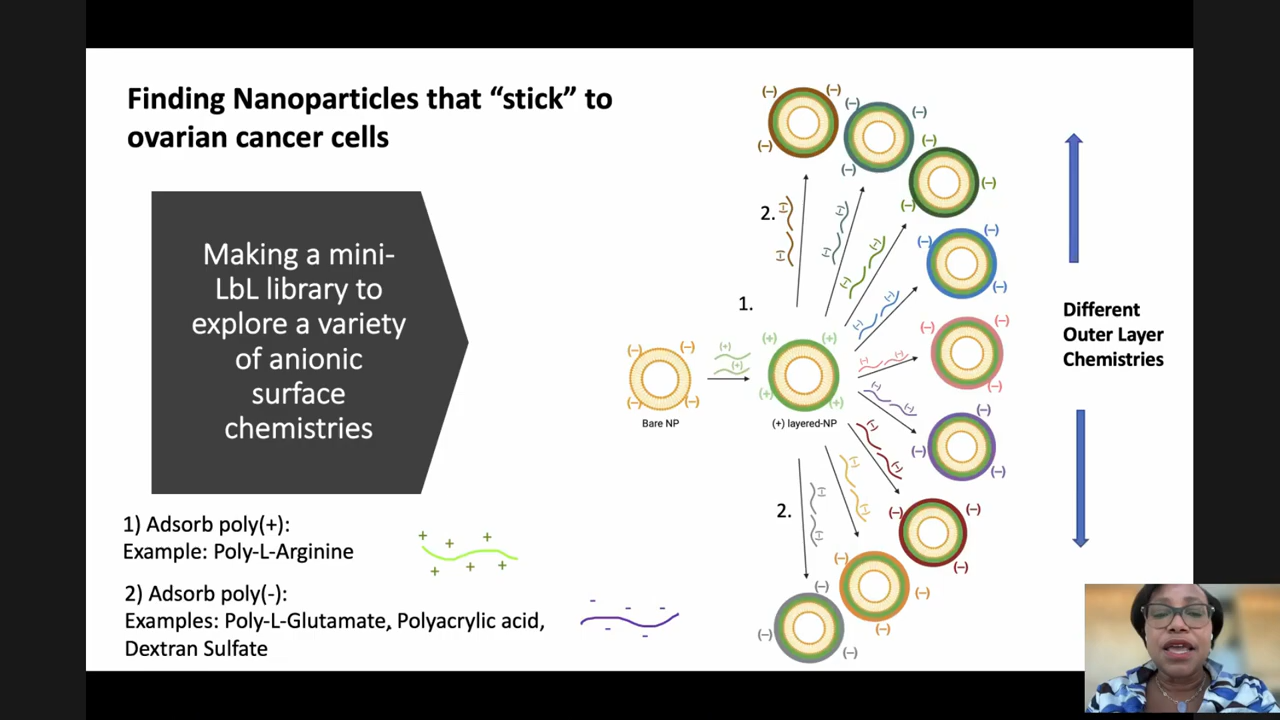 Finding Nanoparticles that “stick” to
ovarian cancer cells
Making a mini-
LbL library to
explore a variety
of anionic
surface
chemistries
1) Adsorb poly(+):
Example: Poly-L-Arginine
+ + +
+ + +
2) Adsorb poly(-):
Examples: Poly-L-Glutamate, Polyacrylic acid,
Dextran Sulfate
- - -
- -
(-) (-)
(-) (-)
Bare NP
(+)
(+)
1.
(+) (+)
(+) (+)
(+) layered-NP
2.
(-) (-)
(-) (-) (-)
(-) (-) (-)
(-) (-)
(-) (-)
(-) (-)
(-) (-)
(-) (-)
(-) (-)
(-) (-)
(-) (-)
(-) (-)
(-) (-)
(-) (-)
(-) (-)
(-) (-)
2.
(-) (-)
(-) (-)
(-) (-)
Different
Outer Layer
Chemistries